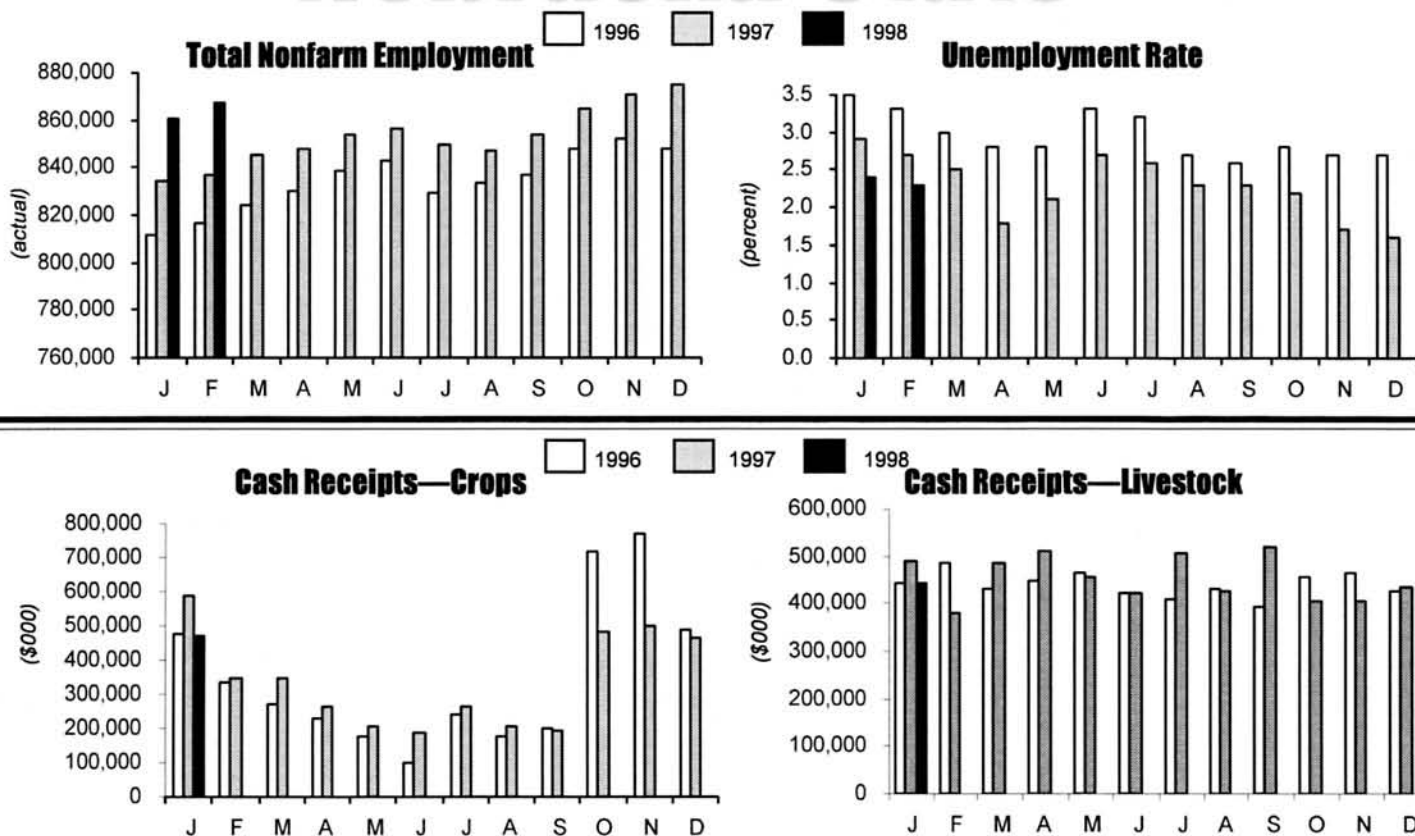 1996 1997 1998
Total Nonfarm Employment
880,000
860,000
840,000
820,000
800,000
780,000
760,000
(actual)
J F M A M J J A S O N D
Unemployment Rate
3.5
3.0
2.5
2.0
1.5
1.0
0.5
0.0
(percent)
J F M A M J J A S O N D
1996 1997 1998
Cash Receipts—Crops
800,000
700,000
600,000
500,000
400,000
300,000
200,000
100,000
0
($000)
J F M A M J J A S O N D
Cash Receipts—Livestock
600,000
500,000
400,000
300,000
200,000
100,000
0
($000)
J F M A M J J A S O N D